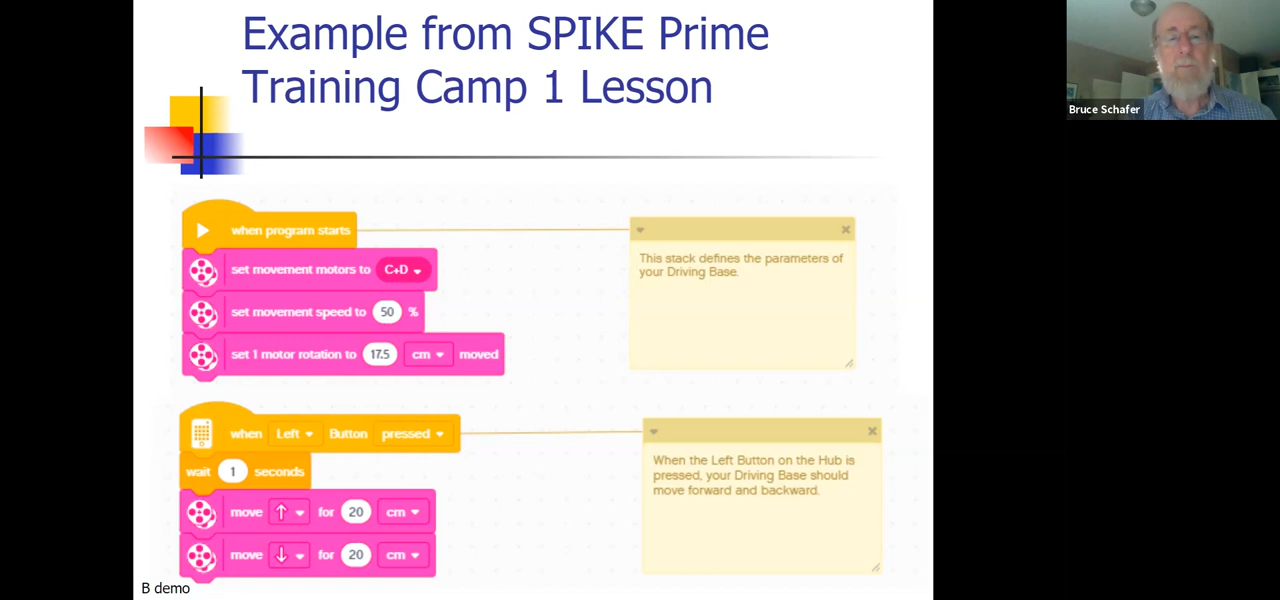 Example from SPIKE Prime
Training Camp 1 Lesson
Bruce Schafer
when program starts
set movement motors to C+D
set movement speed to 50 %
set 1 motor rotation to 17.5 cm moved
This stack defines the parameters of
your Driving Base.
when Left Button pressed
wait 1 seconds
move for 20 cm
move for 20 cm
When the Left Button on the Hub is
pressed, your Driving Base should
move forward and backward.
B demo